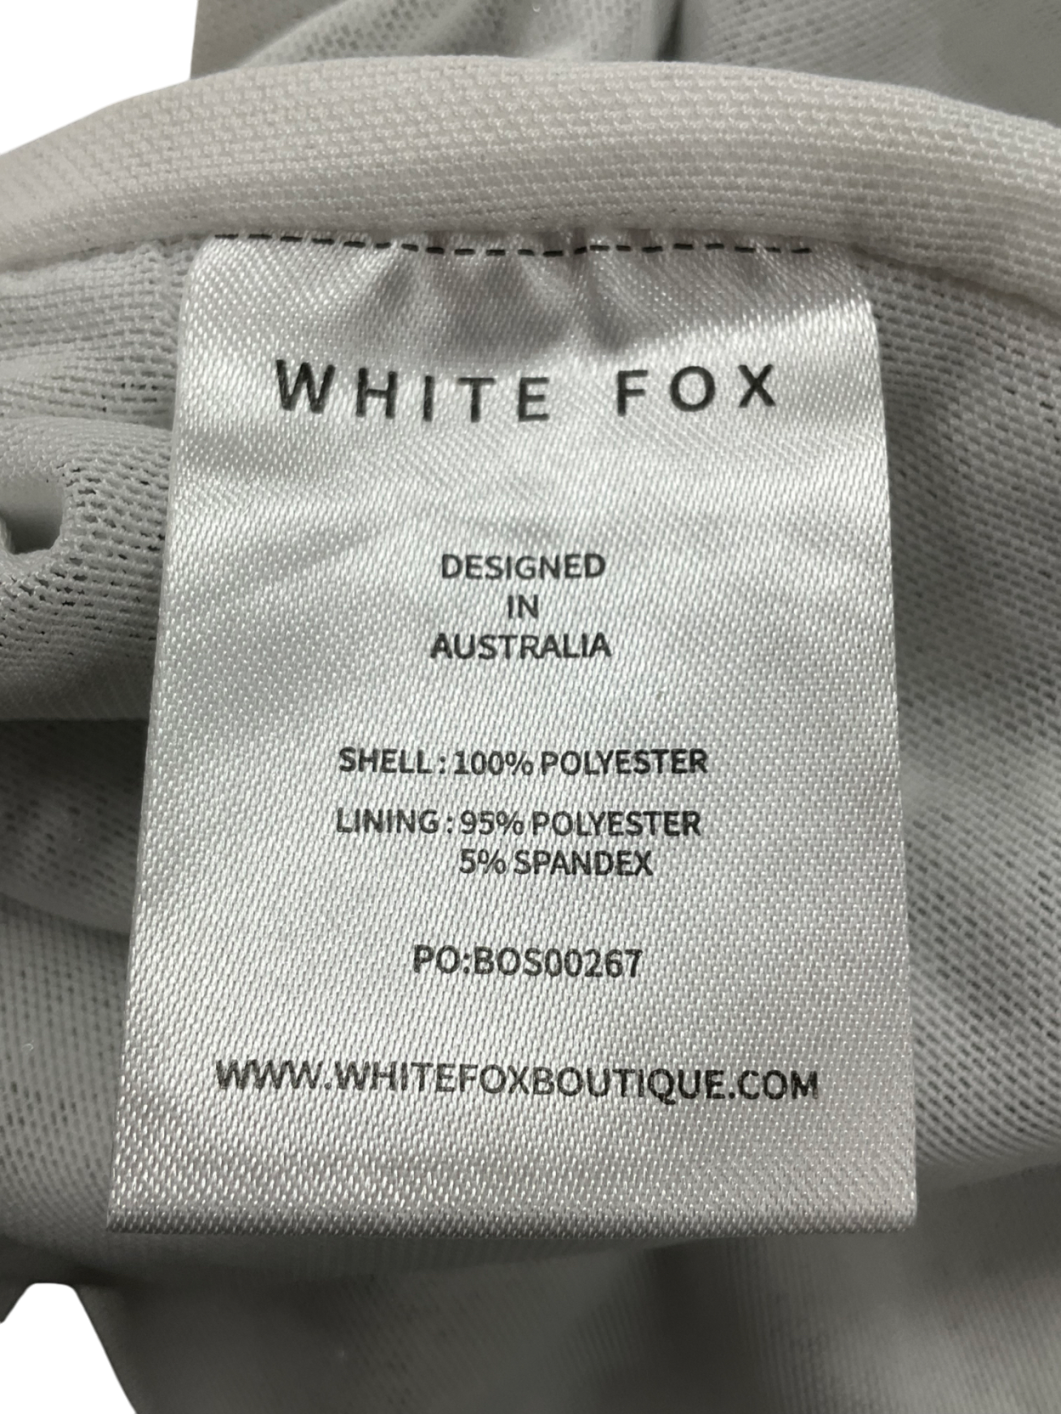 WHITE FOX
DESIGNED
IN
AUSTRALIA
SHELL : 100% POLYESTER
LINING : 95% POLYESTER
5% SPANDEX
PO:BOS00267
WWW.WHITEFOXBOUTIQUE.COM